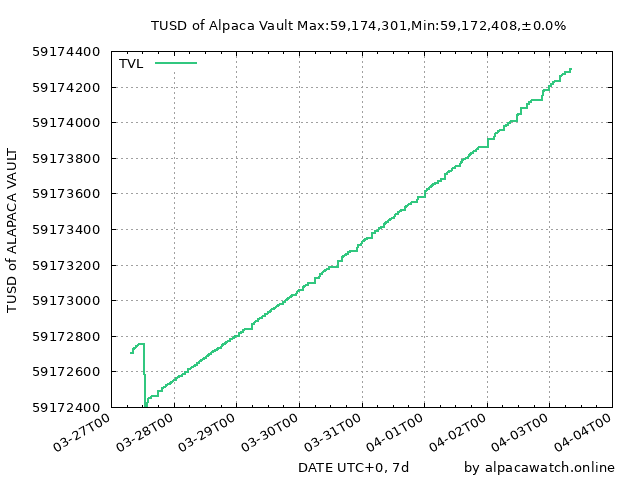 TUSD of Alpaca Vault Max:59,174,301,Min:59,172,408,±0.0%
TVL
59174400
59174200
59174000
59173800
59173600
59173400
59173200
59173000
59172800
59172600
59172400
TUSD of ALAPACA VAULT
03-27T00
03-28T00
03-29T00
03-30T00
03-31T00
04-01T00
04-02T00
04-03T00
04-04T00
DATE UTC+0, 7d
by alpacawatch.online